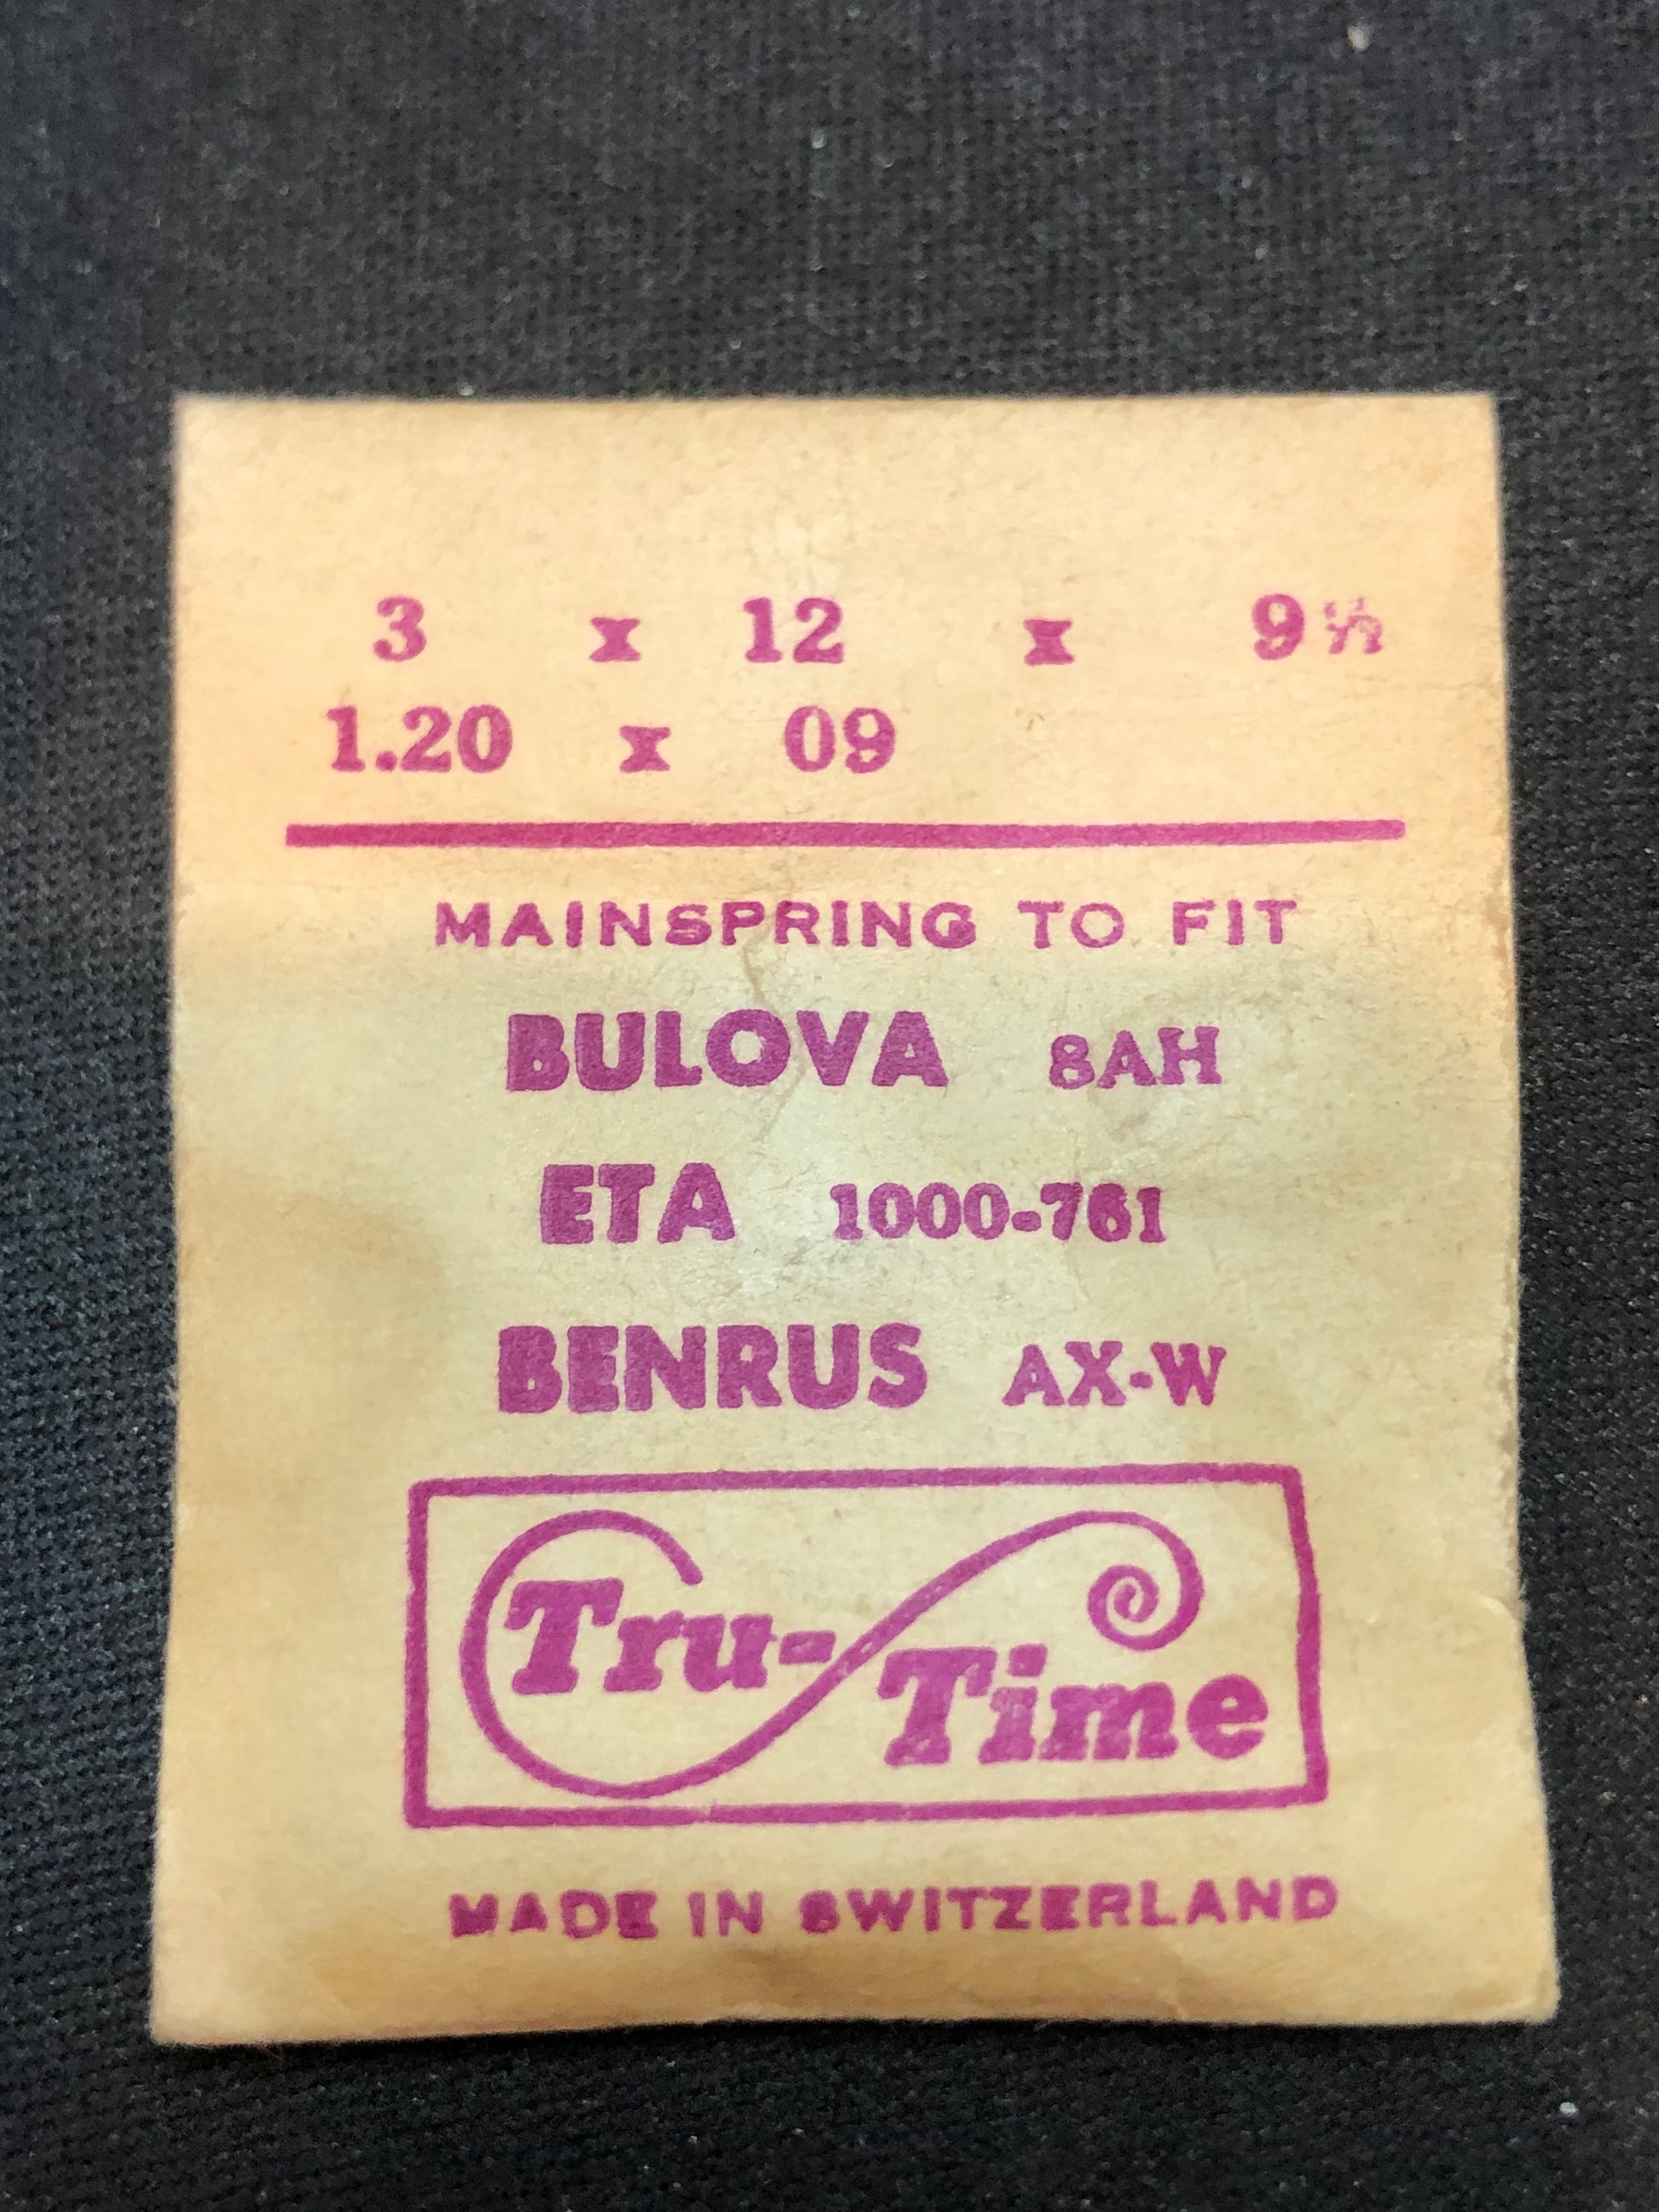 3 x 12 x 9½
1.20 x 09
MAINSPRING TO FIT
BULOVA 8AH
ETA 1000-761
BENRUS AX-W
Tru-
Time
MADE IN SWITZERLAND